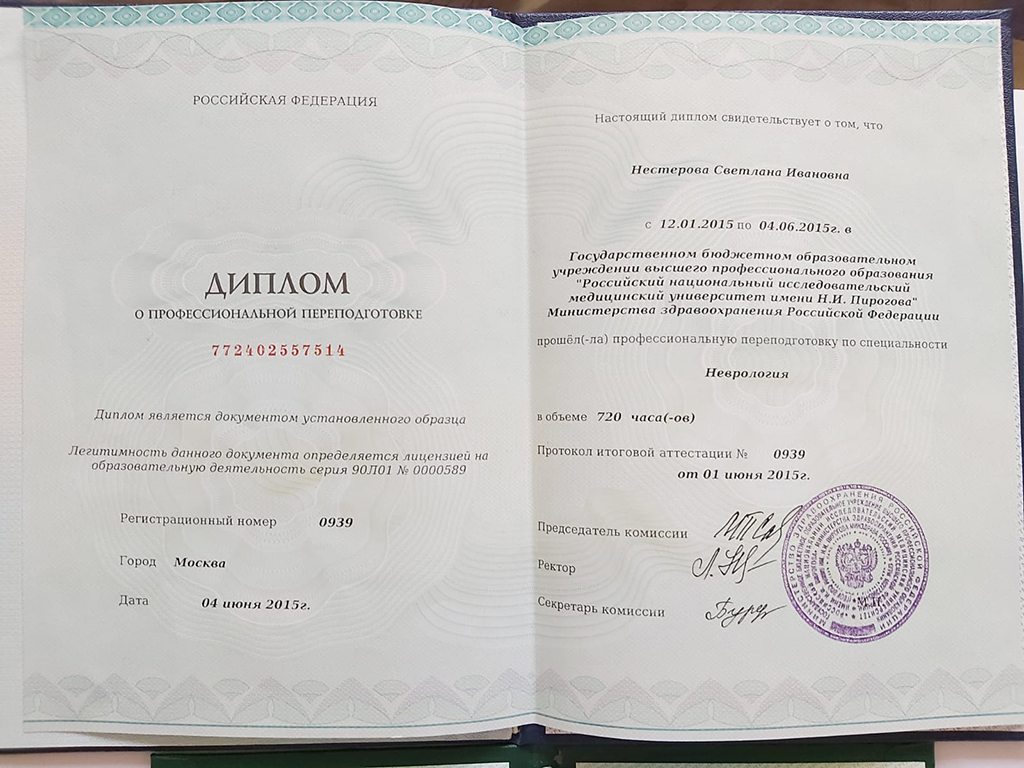 РОССИЙСКАЯ ФЕДЕРАЦИЯ
ДИПЛОМ
О ПРОФЕССИОНАЛЬНОЙ ПЕРЕПОДГОТОВКЕ
772402557514
Диплом является документом установленного образца
Легитимность данного документа определяется лицензией на
образовательную деятельность серия 90Л01 № 0000589
Регистрационный номер 0939
Город Москва
Дата 04 июня 2015г.
Настоящий диплом свидетельствует о том, что
Нестерова Светлана Ивановна
с 12.01.2015 по 04.06.2015г. в
Государственном бюджетном образовательном
учреждении высшего профессионального образования
"Российский национальный исследовательский
медицинский университет имени Н.И. Пирогова"
Министерства здравоохранения Российской Федерации
прошёл(-ла) профессиональную переподготовку по специальности
Неврология
в объеме 720 часа(-ов)
Протокол итоговой аттестации № 0939
от 01 июня 2015г.
Председатель комиссии
Ректор
Секретарь комиссии
МИНИСТЕРСТВО ЗДРАВООХРАНЕНИЯ РОССИЙСКОЙ ФЕДЕРАЦИИ